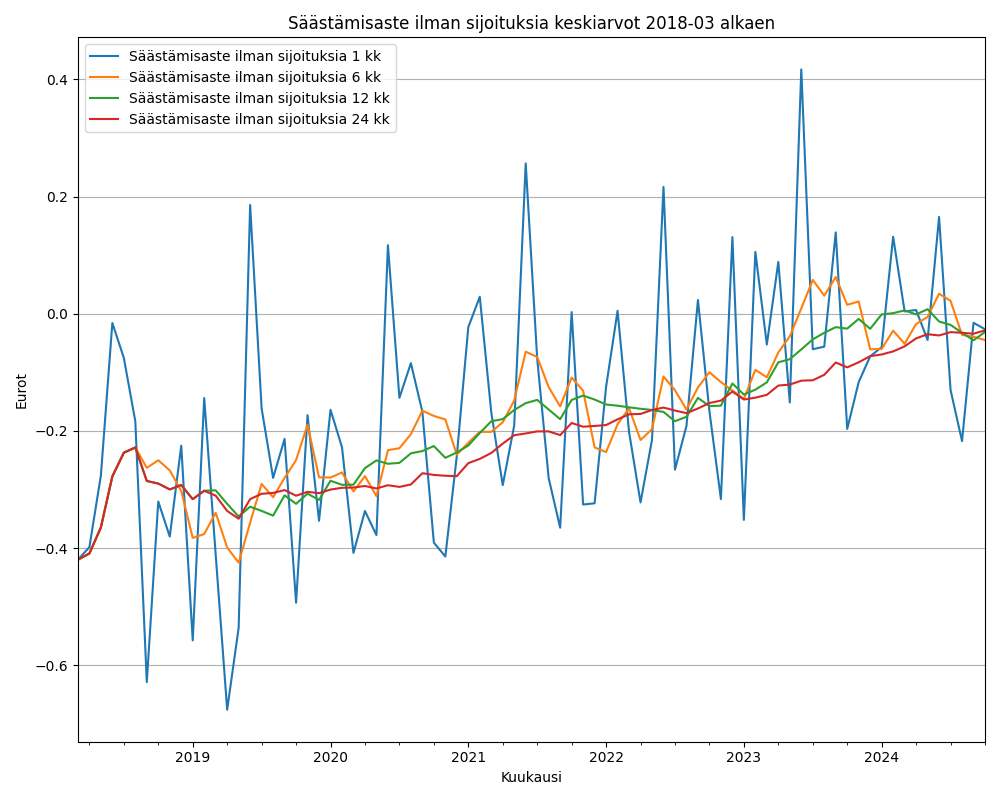 Säästämisaste ilman sijoituksia keskiarvot 2018-03 alkaen
Säästämisaste ilman sijoituksia 1 kk
Säästämisaste ilman sijoituksia 6 kk
Säästämisaste ilman sijoituksia 12 kk
Säästämisaste ilman sijoituksia 24 kk
0.4
0.2
0.0
−0.2
−0.4
−0.6
Eurot
2019 2020 2021 2022 2023 2024
Kuukausi